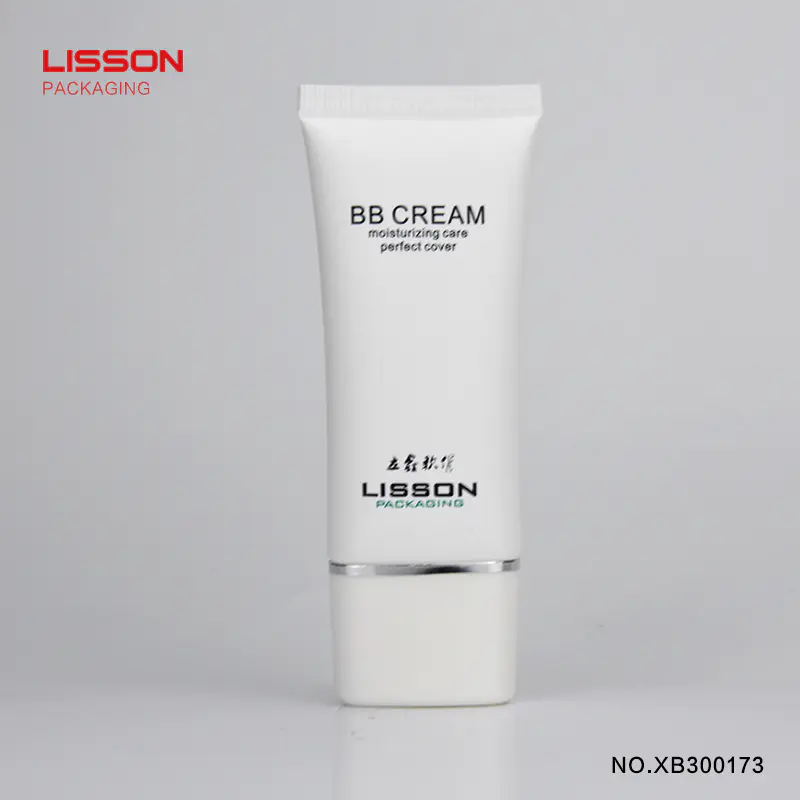 LISSON
PACKAGING
BB CREAM
moisturizing care
perfect cover
LISSON
PACKAGING
NO.XB300173